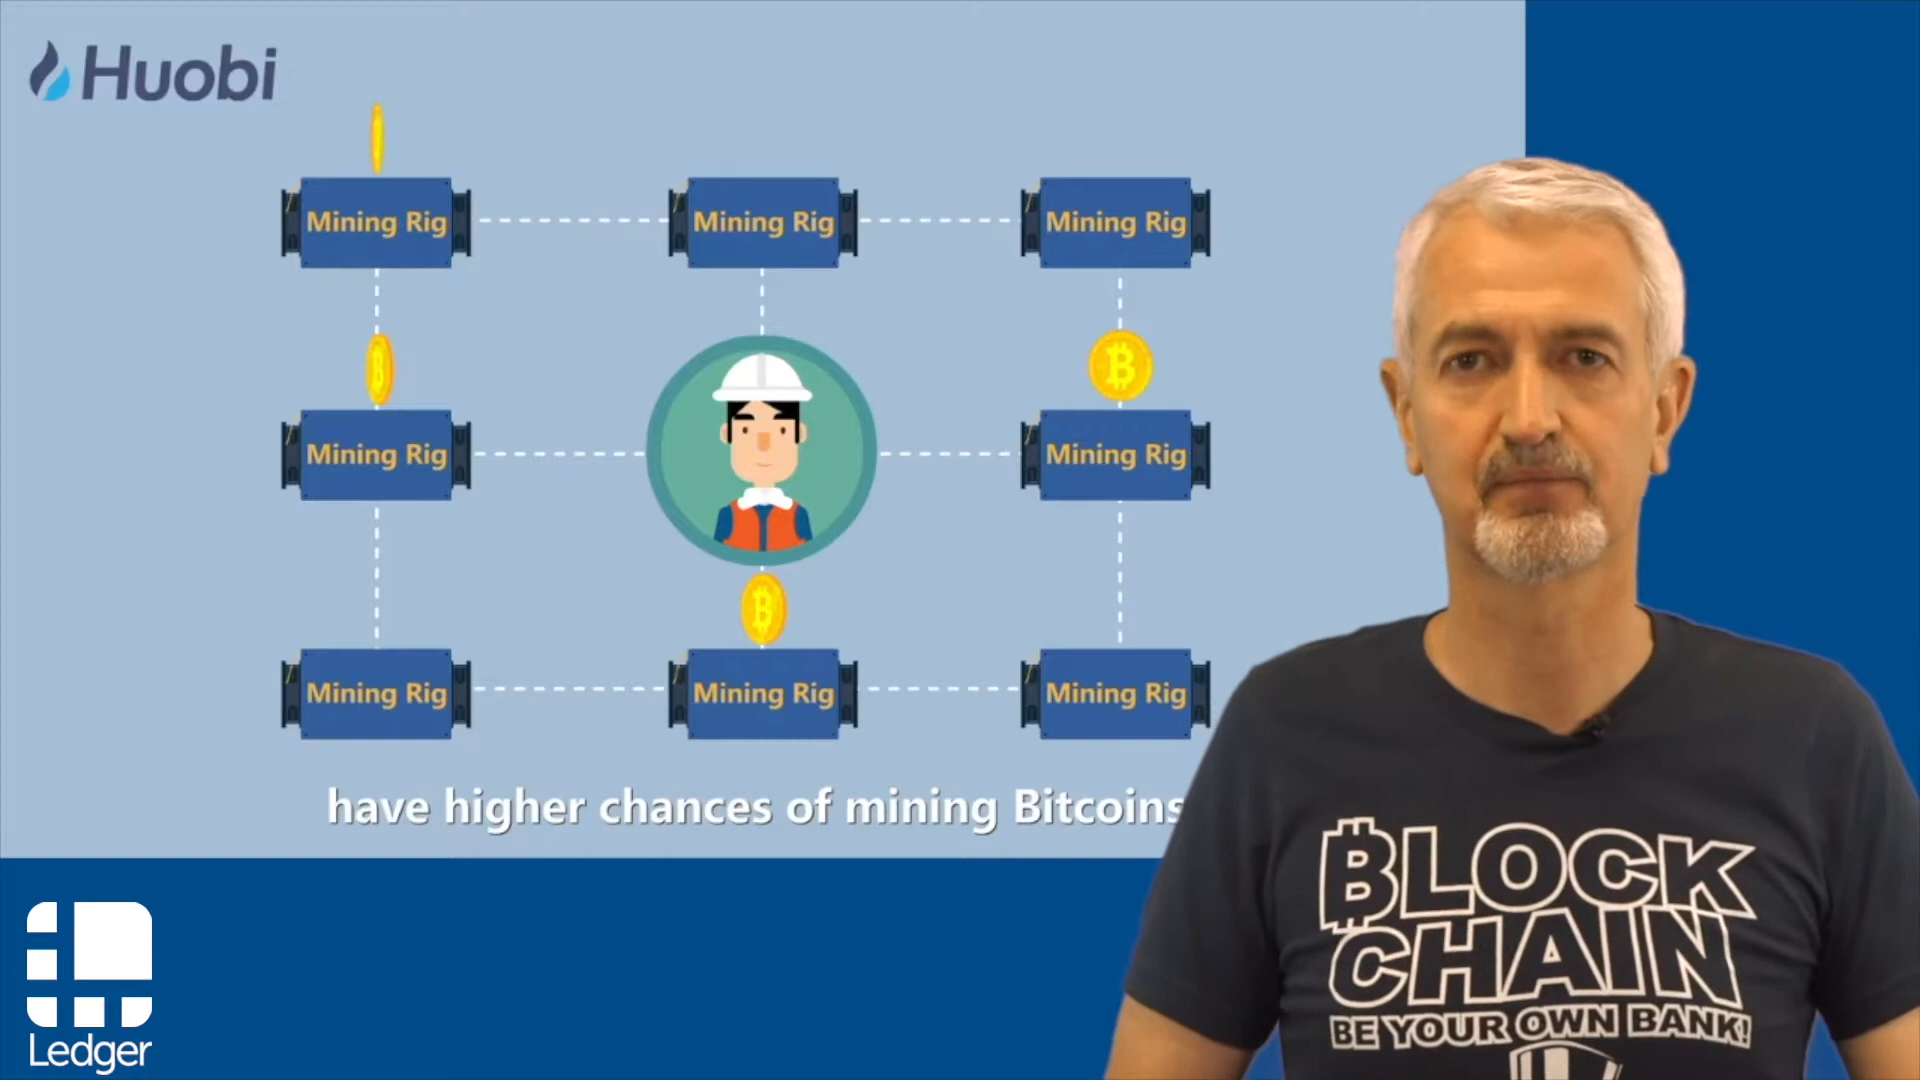 Huobi
Mining Rig
Mining Rig
Mining Rig
Mining Rig
Mining Rig
Mining Rig
Mining Rig
Mining Rig
have higher chances of mining Bitcoins
BLOCK
CHAIN
BE YOUR OWN BANK!
Ledger